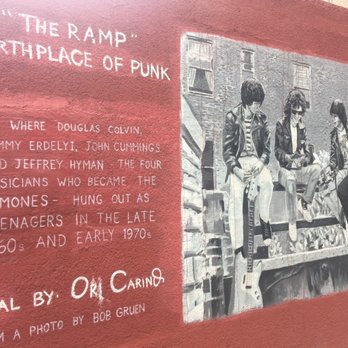 "THE RAMP"
RTHPLACE OF PUNK
WHERE DOUGLAS COLVIN,
MMY ERDELYI, JOHN CUMMINGS
D JEFFREY HYMAN - THE FOUR
SICIANS WHO BECAME THE
MONES - HUNG OUT AS
ENAGERS IN THE LATE
60s AND EARLY 1970s
AL BY: ORI CARINO
M A PHOTO BY BOB GRUEN